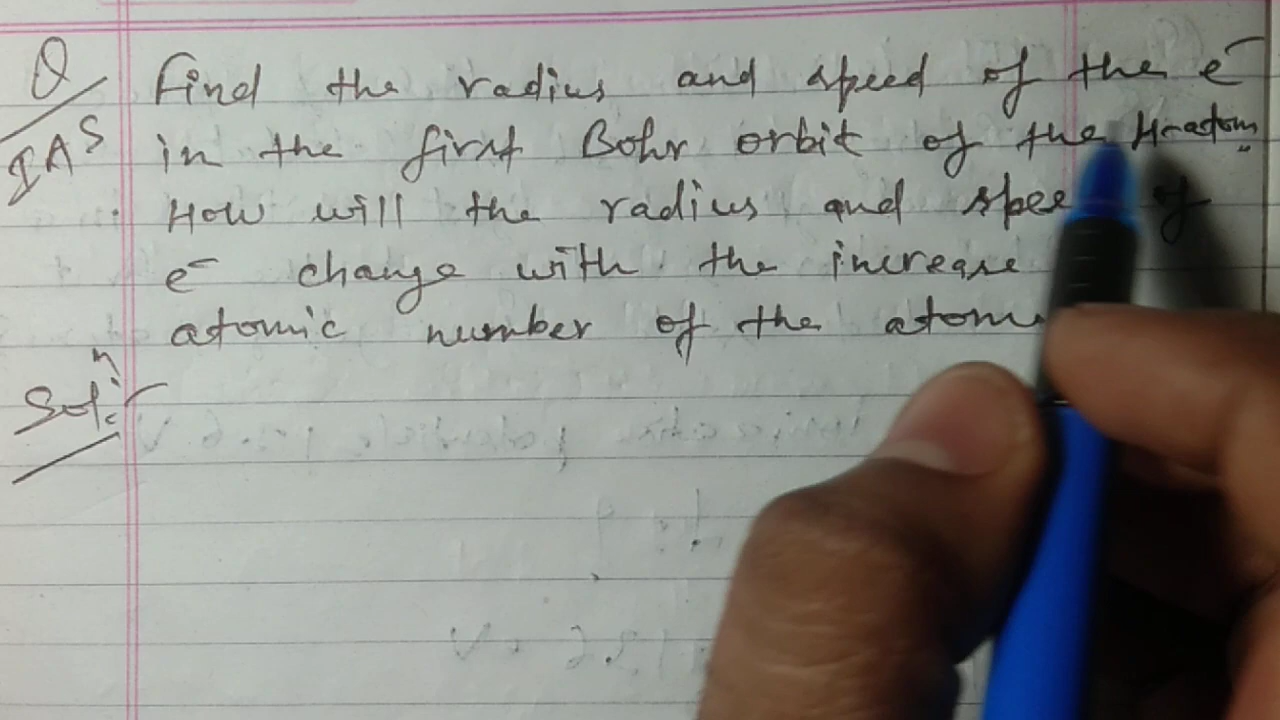 Q
IAS
Find the radius and speed of the e-
in the first Bohr orbit of the H-atom.
How will the radius and spee of
e- change with the increase
atomic number of the atom
Soln:-